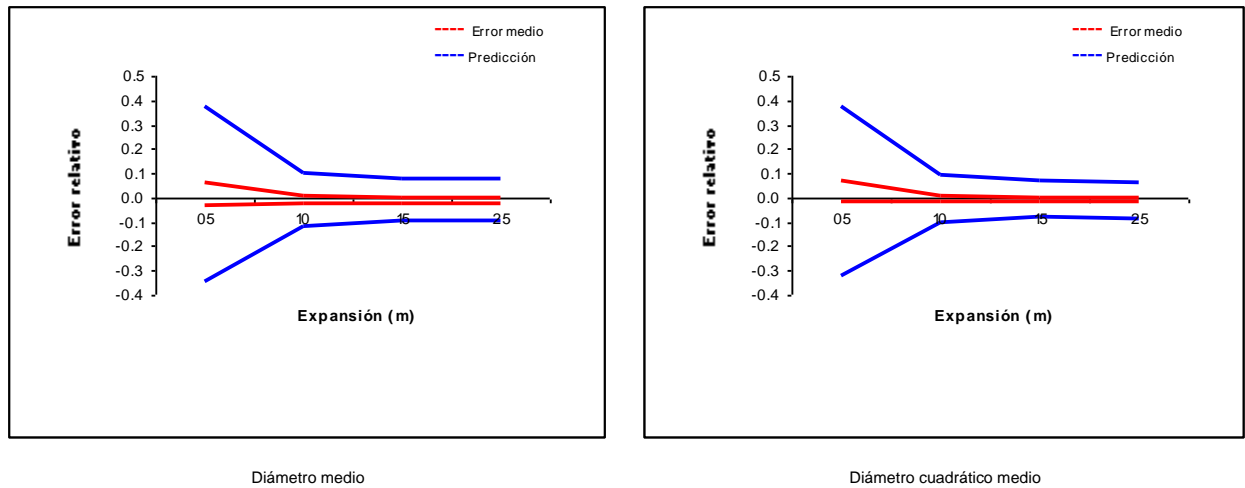 Error medio
Predicción
0.5
0.4
0.3
0.2
0.1
0.0
-0.1
-0.2
-0.3
-0.4
05
10
15
25
Error relativo
Expansión (m)
Diámetro medio
Error medio
Predicción
0.5
0.4
0.3
0.2
0.1
0.0
-0.1
-0.2
-0.3
-0.4
05
10
15
25
Error relativo
Expansión (m)
Diámetro cuadrático medio